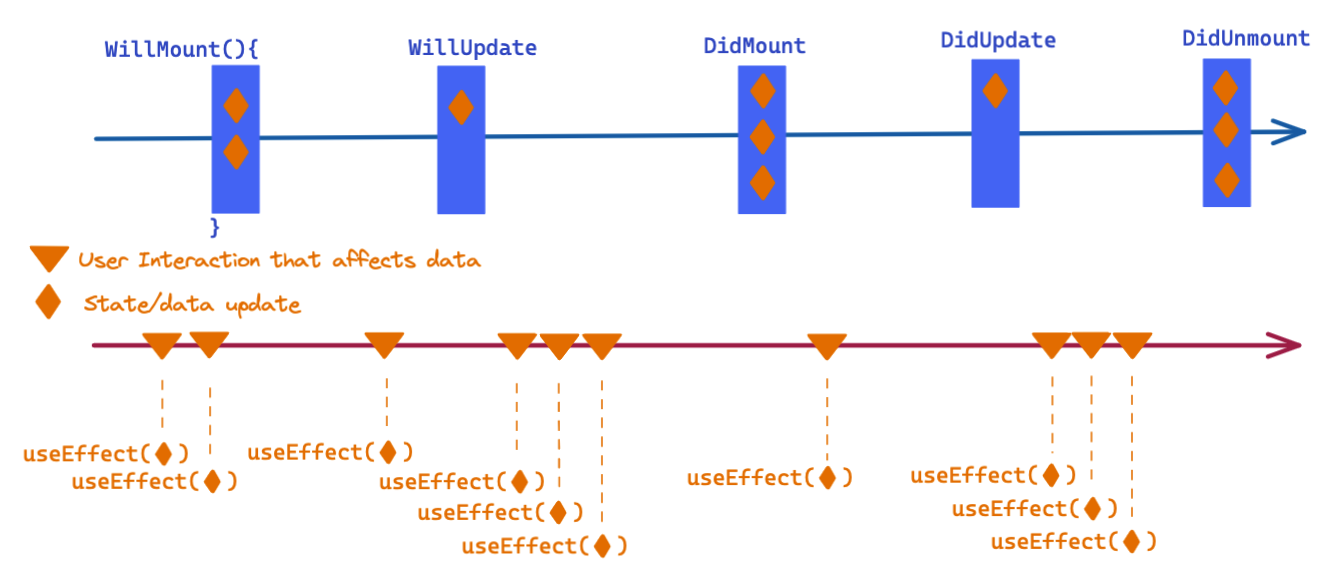 WillMount(){
WillUpdate
DidMount
DidUpdate
DidUnmount
}
User Interaction that affects data
State/data update
useEffect( )
useEffect( )
useEffect( )
useEffect( )
useEffect( )
useEffect( )
useEffect( )
useEffect( )
useEffect( )
useEffect( )